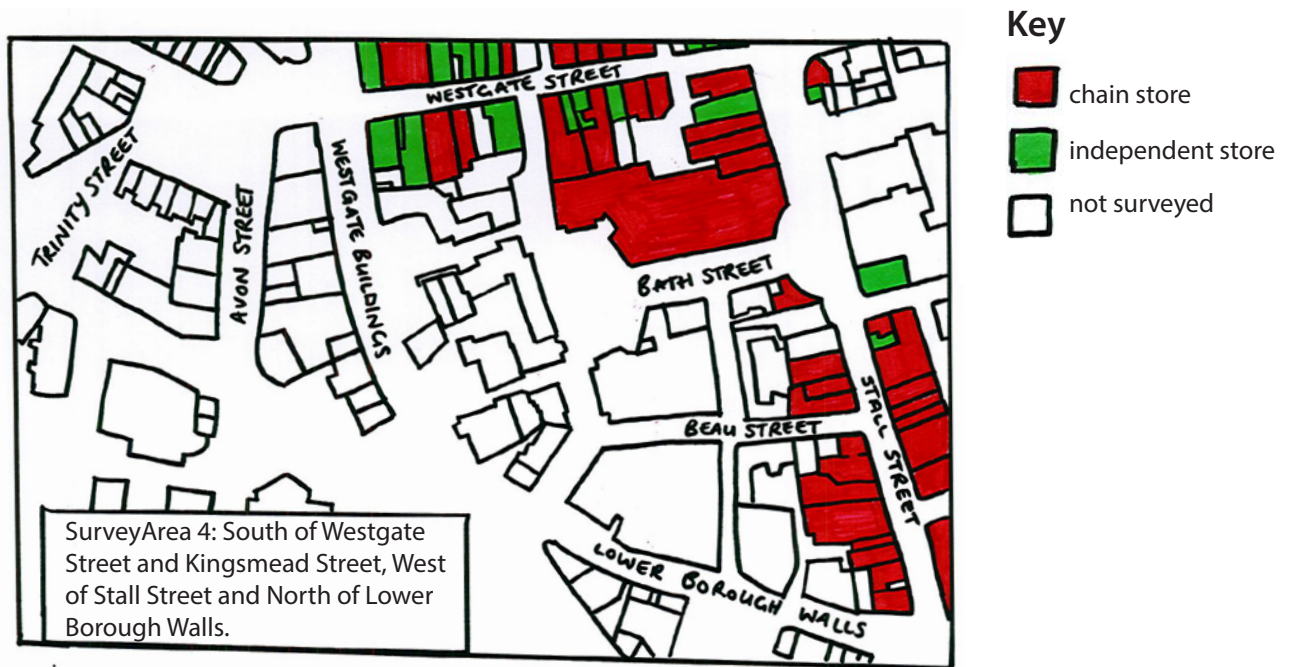 Key
chain store
independent store
not surveyed
WESTGATE STREET
TRINITY STREET
AVON STREET
WESTGATE BUILDINGS
BATH STREET
STALL STREET
BEAU STREET
LOWER BOROUGH WALLS
SurveyArea 4: South of Westgate
Street and Kingsmead Street, West
of Stall Street and North of Lower
Borough Walls.